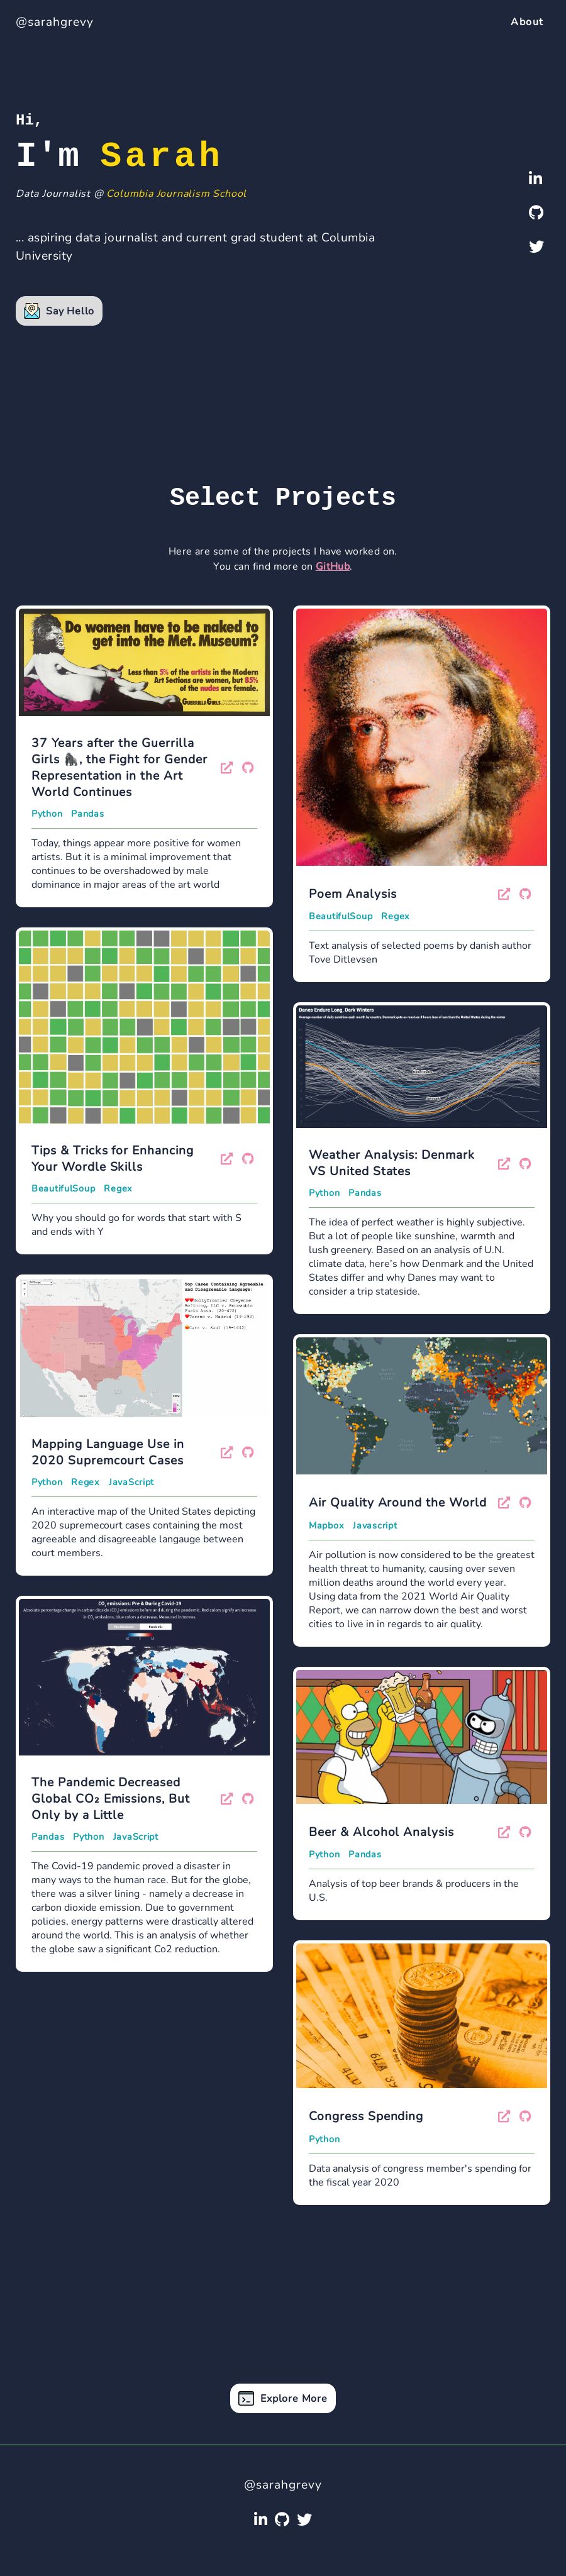 @sarahgrevy
About
Hi,
I'm Sarah
Data Journalist @ Columbia Journalism School
... aspiring data journalist and current grad student at Columbia
University
Say Hello
Select Projects
Here are some of the projects I have worked on.
You can find more on GitHub.
Do women have to be naked to
get into the Met. Museum?
Less than 5% of the artists in the Modern
Art Sections are women, but 85%
of the nudes are female.
GUERRILLA GIRLS
37 Years after the Guerrilla
Girls 🦍, the Fight for Gender
Representation in the Art
World Continues
Python Pandas
Today, things appear more positive for women
artists. But it is a minimal improvement that
continues to be overshadowed by male
dominance in major areas of the art world
Tips & Tricks for Enhancing
Your Wordle Skills
BeautifulSoup Regex
Why you should go for words that start with S
and ends with Y
Top Cases Containing Agreeable
and Disagreeable Language:
Mapping Language Use in
2020 Supremcourt Cases
Python Regex JavaScript
An interactive map of the United States depicting
2020 supremecourt cases containing the most
agreeable and disagreeable langauge between
court members.
CO₂ emissions: Pre & During Covid-19
The Pandemic Decreased
Global CO₂ Emissions, But
Only by a Little
Pandas Python JavaScript
The Covid-19 pandemic proved a disaster in
many ways to the human race. But for the globe,
there was a silver lining - namely a decrease in
carbon dioxide emission. Due to government
policies, energy patterns were drastically altered
around the world. This is an analysis of whether
the globe saw a significant Co2 reduction.
Poem Analysis
BeautifulSoup Regex
Text analysis of selected poems by danish author
Tove Ditlevsen
Danes Endure Long, Dark Winters
Weather Analysis: Denmark
VS United States
Python Pandas
The idea of perfect weather is highly subjective.
But a lot of people like sunshine, warmth and
lush greenery. Based on an analysis of U.N.
climate data, here's how Denmark and the United
States differ and why Danes may want to
consider a trip stateside.
Air Quality Around the World
Mapbox Javascript
Air pollution is now considered to be the greatest
health threat to humanity, causing over seven
million deaths around the world every year.
Using data from the 2021 World Air Quality
Report, we can narrow down the best and worst
cities to live in in regards to air quality.
Beer & Alcohol Analysis
Python Pandas
Analysis of top beer brands & producers in the
U.S.
Congress Spending
Python
Data analysis of congress member's spending for
the fiscal year 2020
Explore More
@sarahgrevy